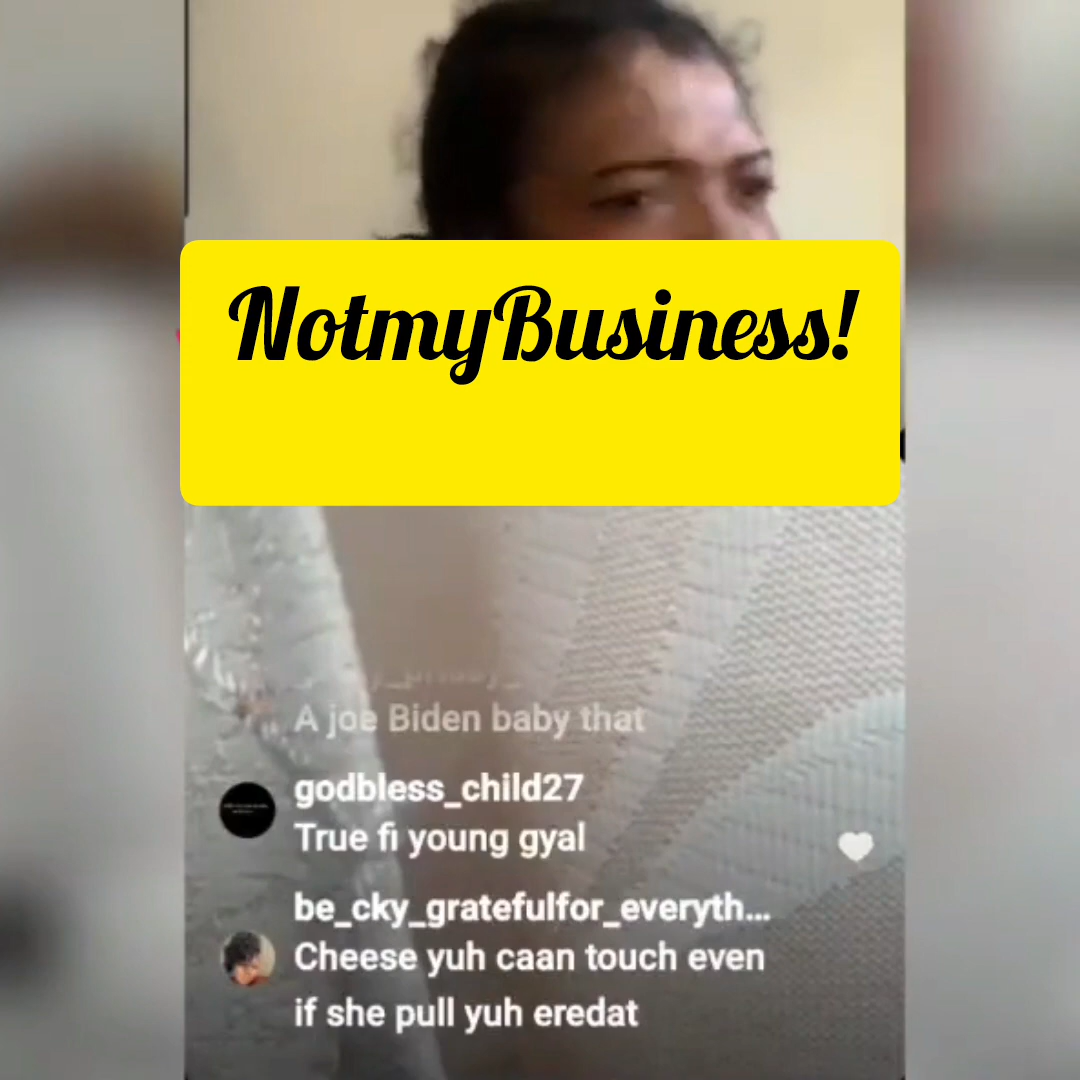 NotmyBusiness!
A joe Biden baby that
godbless_child27
True fi young gyal
be_cky_gratefulfor_everyth...
Cheese yuh caan touch even
if she pull yuh eredat